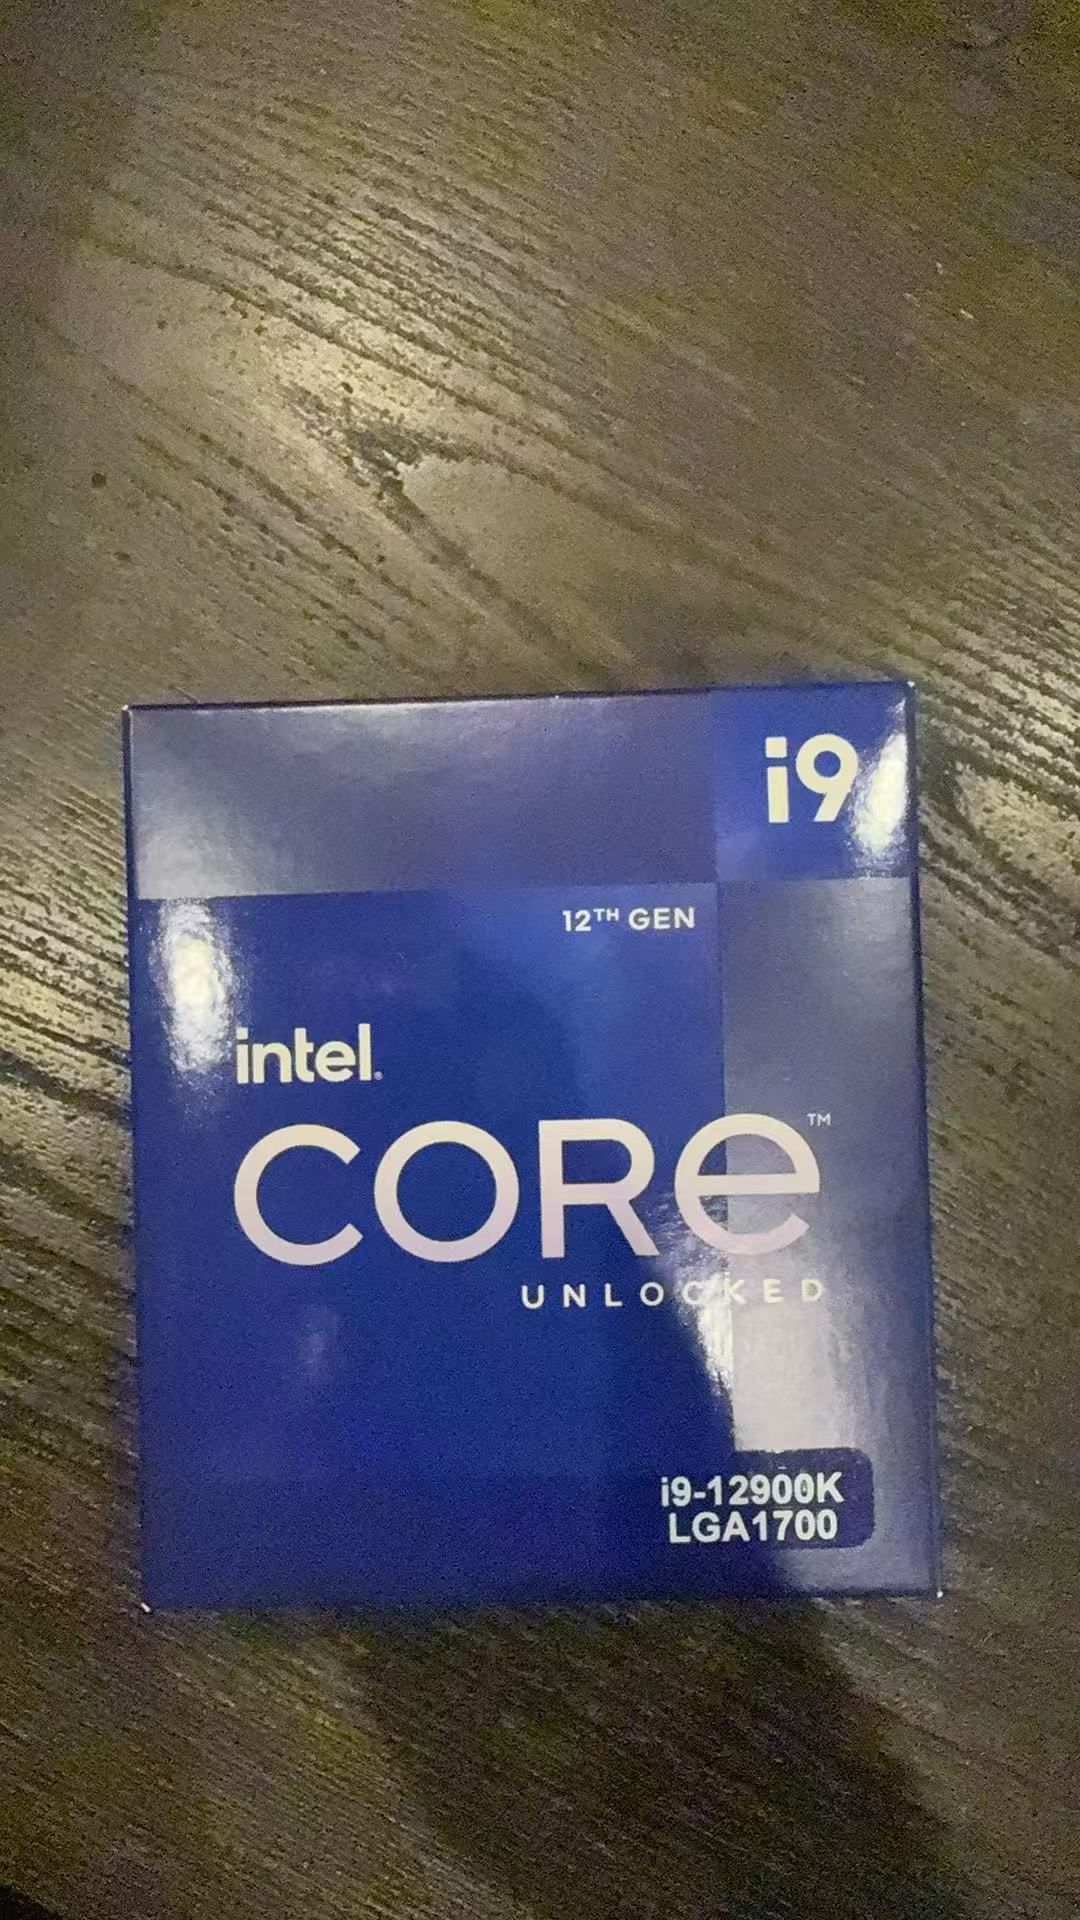 i9
12TH GEN
intel.
CORe™
UNLOCKED
i9-12900K
LGA1700